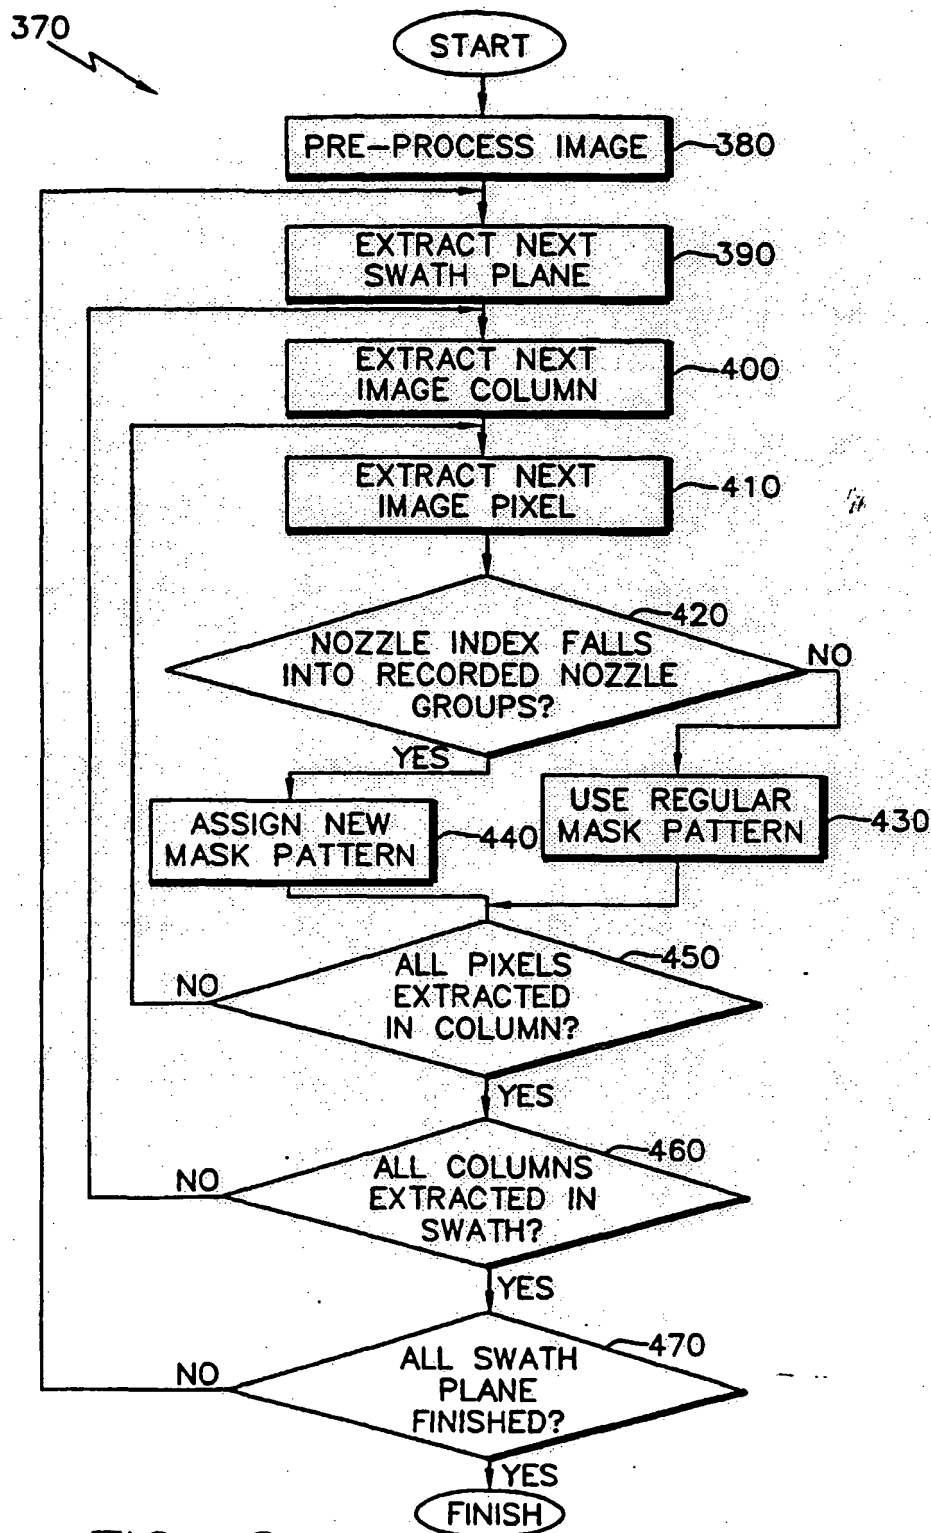 370
START
PRE-PROCESS IMAGE
380
EXTRACT NEXT
SWATH PLANE
390
EXTRACT NEXT
IMAGE COLUMN
400
EXTRACT NEXT
IMAGE PIXEL
410
420
NOZZLE INDEX FALLS
INTO RECORDED NOZZLE
GROUPS?
NO
YES
ASSIGN NEW
MASK PATTERN
440
USE REGULAR
MASK PATTERN
430
450
ALL PIXELS
EXTRACTED
IN COLUMN?
NO
YES
460
ALL COLUMNS
EXTRACTED IN
SWATH?
NO
YES
470
ALL SWATH
PLANE
FINISHED?
NO
YES
FINISH